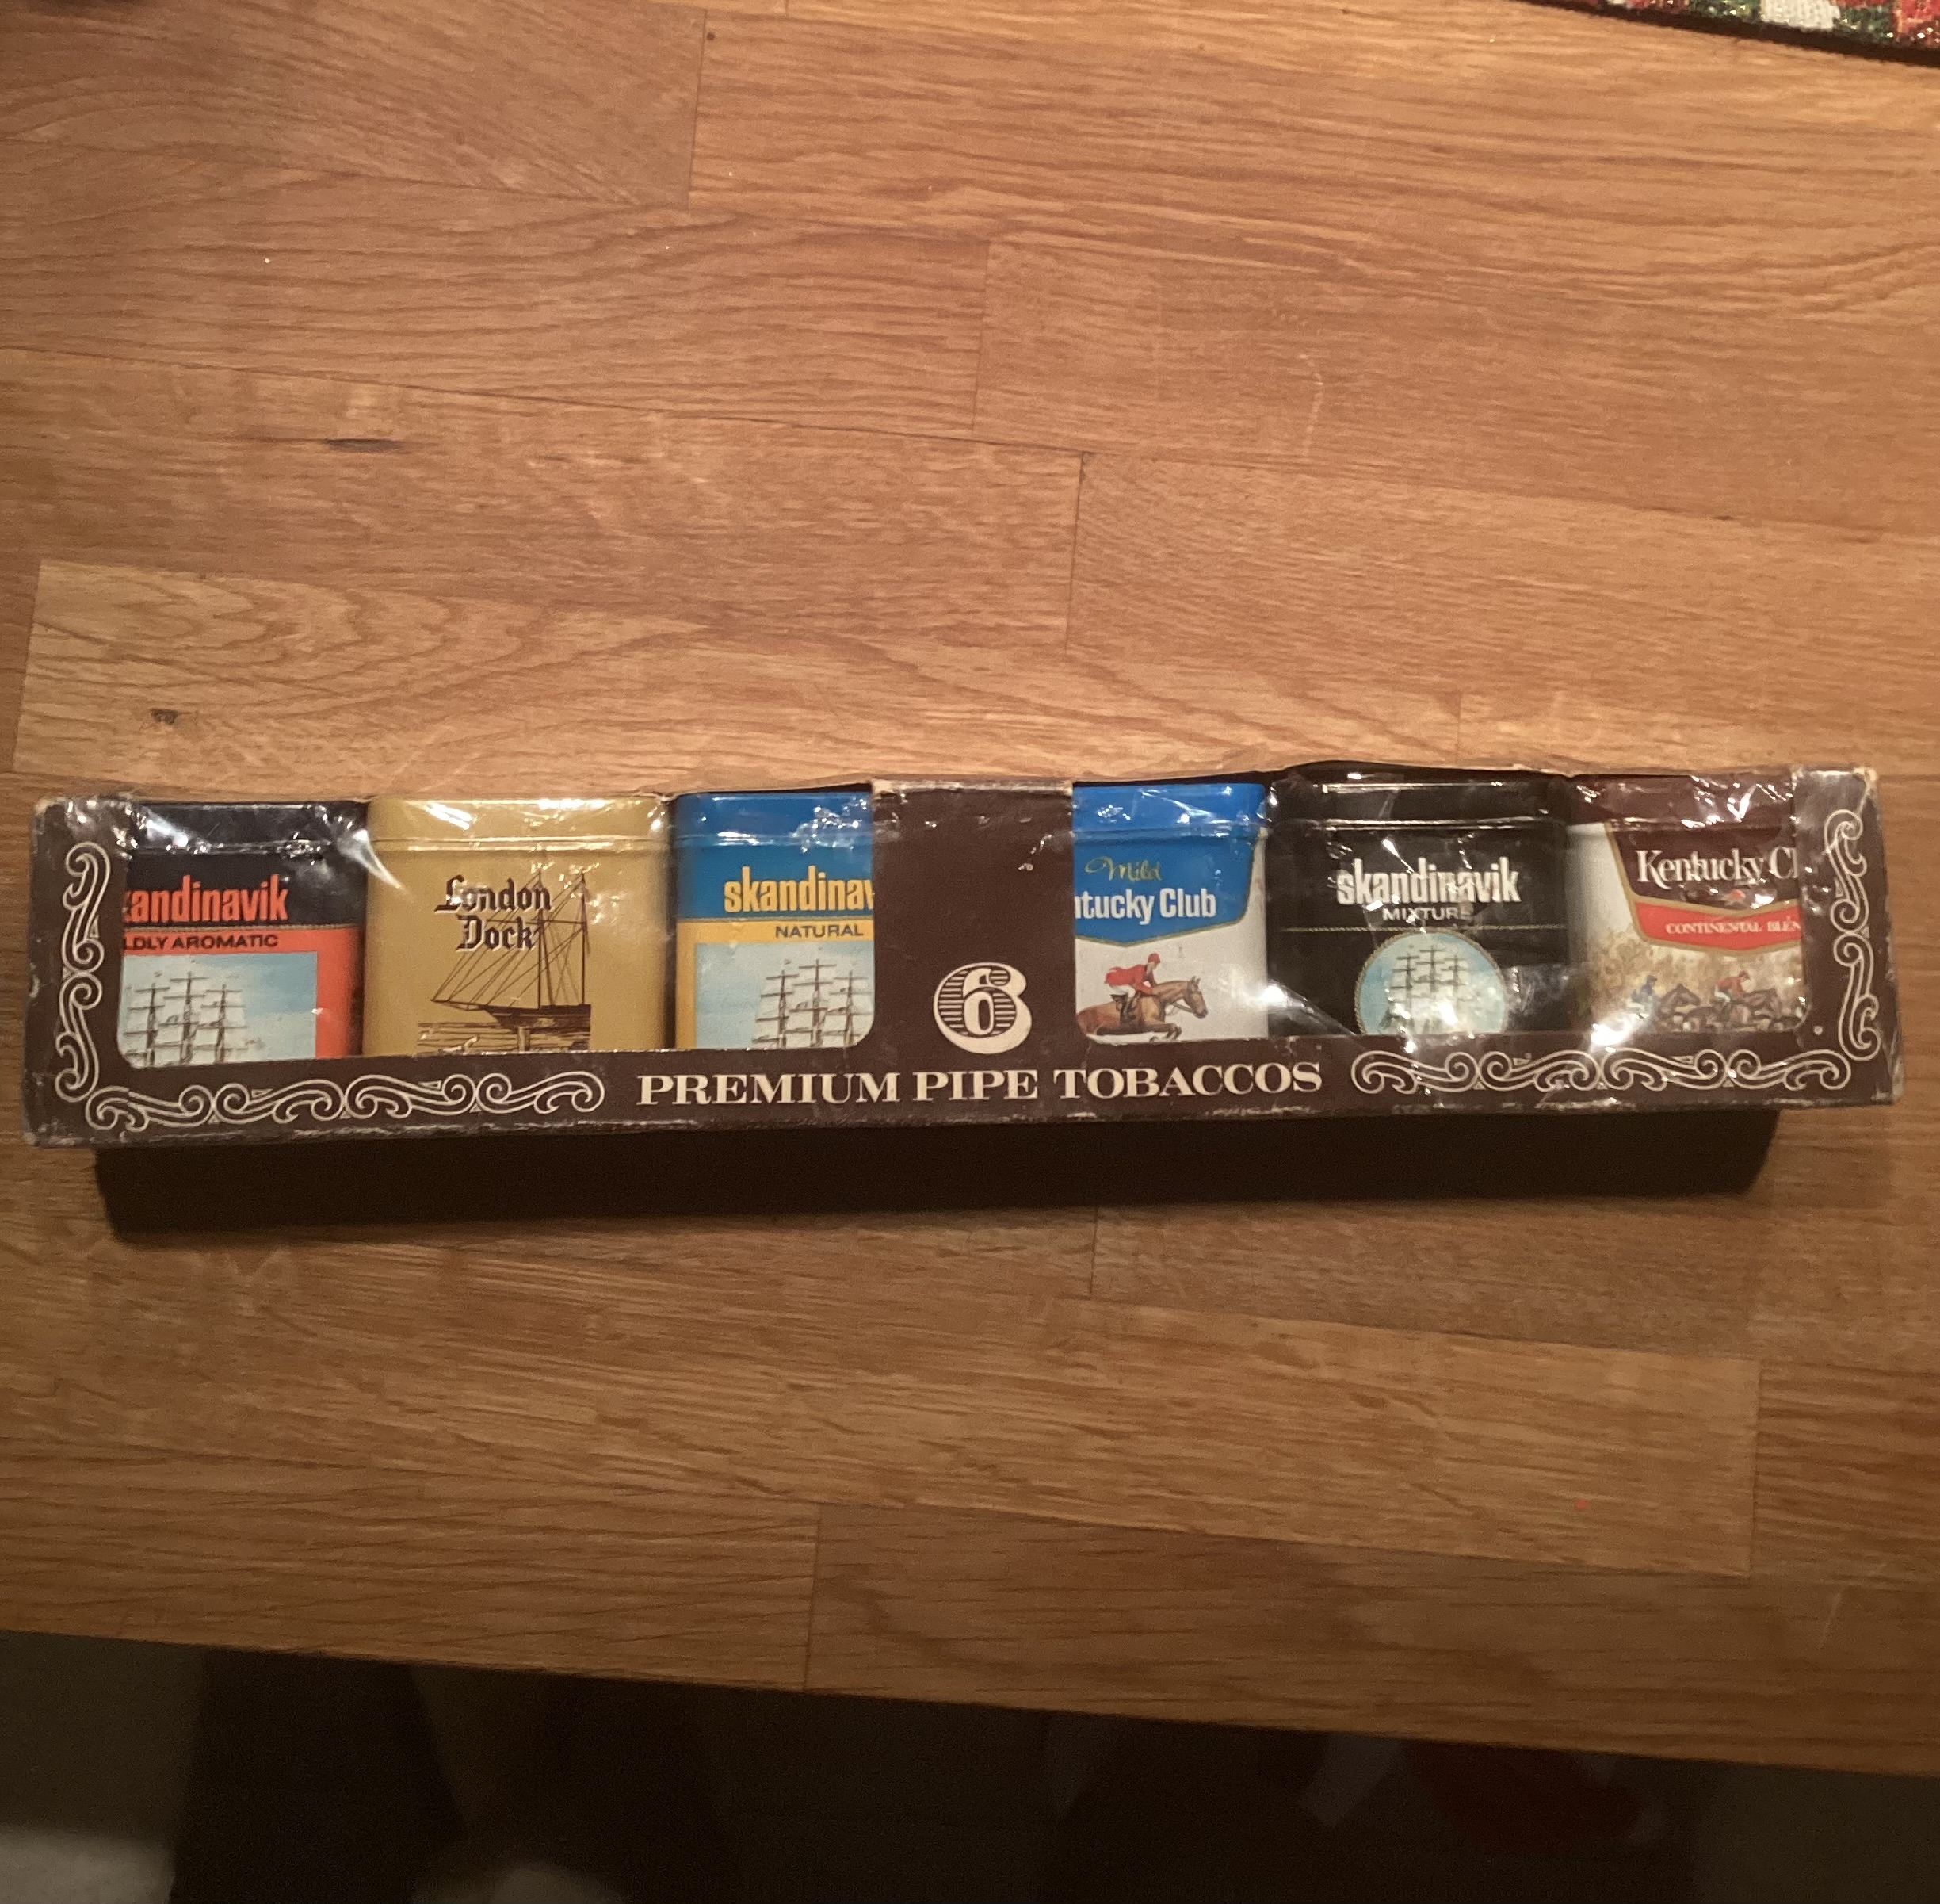 kandinavik
LDLY AROMATIC
London
Dock
skandinav
NATURAL
6
Mild
tucky Club
skandinavik
MIXTURE
Kentucky Cl
CONTINENTAL BLEN
PREMIUM PIPE TOBACCOS